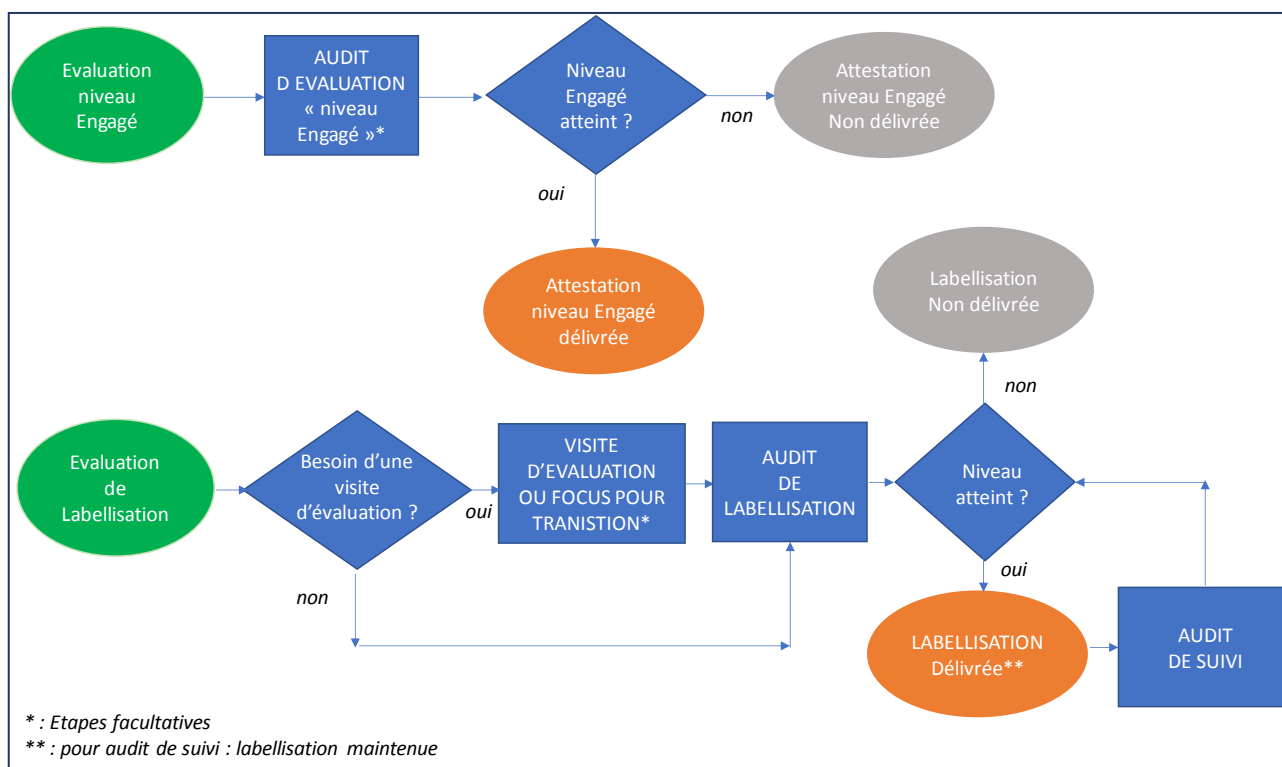 Evaluation
niveau
Engagé
AUDIT
D EVALUATION
« niveau
Engagé »*
Niveau
Engagé
atteint ?
non
Attestation
niveau Engagé
Non délivrée
oui
Attestation
niveau Engagé
délivrée
Labellisation
Non délivrée
non
Evaluation
de
Labellisation
Besoin d’une
visite
d’évaluation ?
oui
VISITE
D’EVALUATION
OU FOCUS POUR
TRANISTION*
AUDIT
DE
LABELLISATION
Niveau
atteint ?
non
oui
LABELLISATION
Délivrée**
AUDIT
DE SUIVI
* : Etapes facultatives
** : pour audit de suivi : labellisation maintenue